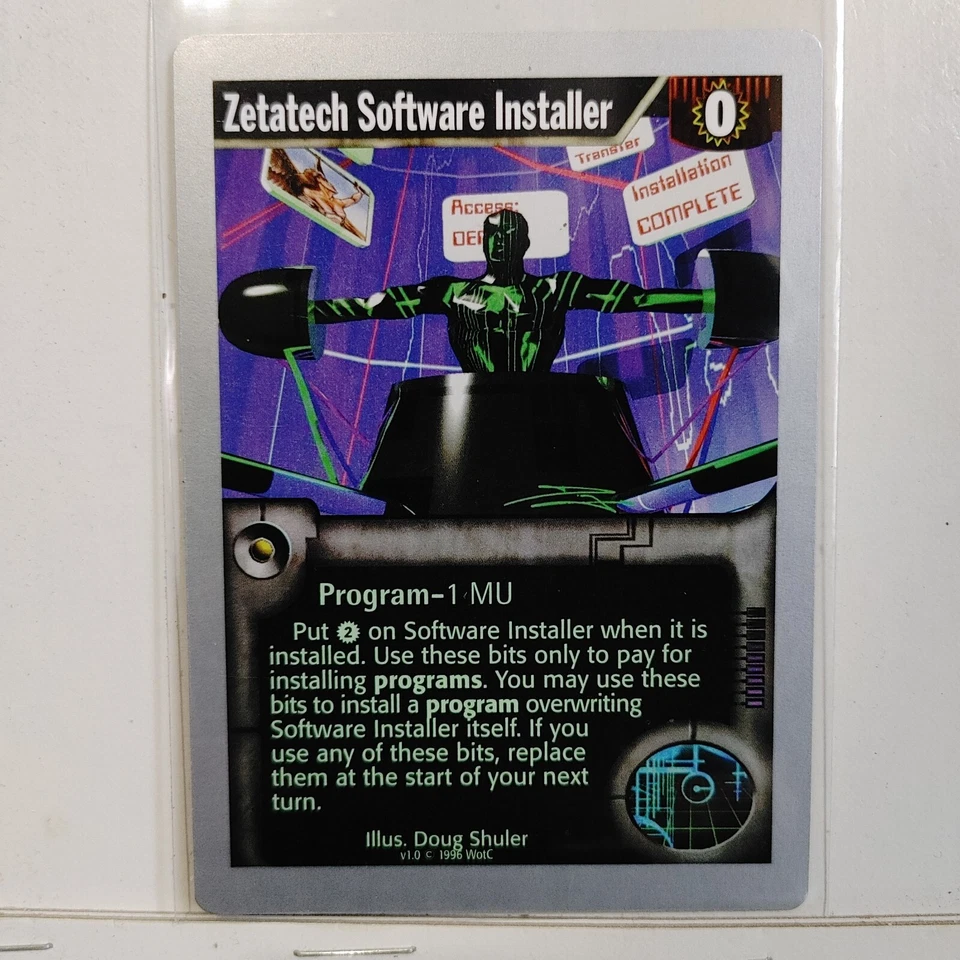 Zetatech Software Installer
0
Transfer
Installation
COMPLETE
Access:
Program–1 MU
Put 2 on Software Installer when it is
installed. Use these bits only to pay for
installing programs. You may use these
bits to install a program overwriting
Software Installer itself. If you
use any of these bits, replace
them at the start of your next
turn.
Illus. Doug Shuler
v1.0 © 1996 WotC